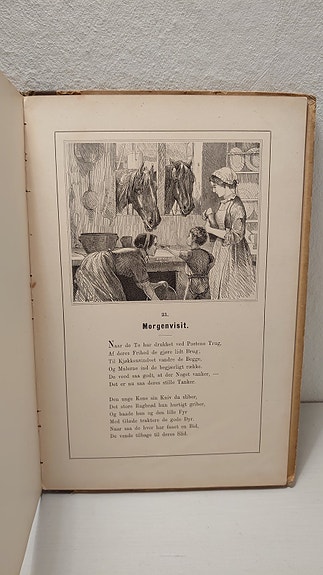 21.
Morgenvisit.
Naar de To har drukket ved Portens Trug,
Af deres Frihed de gjøre lidt Brug;
Til Kjøkkenvinduet vandre de Begge,
Og Mulerne ind de begjærligt række.
De veed saa godt, at der Noget vanker, —
Det er nu saa deres stille Tanker.
Den unge Kone sin Kniv da sliber,
Det store Rugbrød hun hurtigt griber,
Og baade hun og den lille Fyr
Med tilrede traktere de gode Dyr.
Naar saa de hver har faaet en Bid,
De vende tilbage til deres Slid.